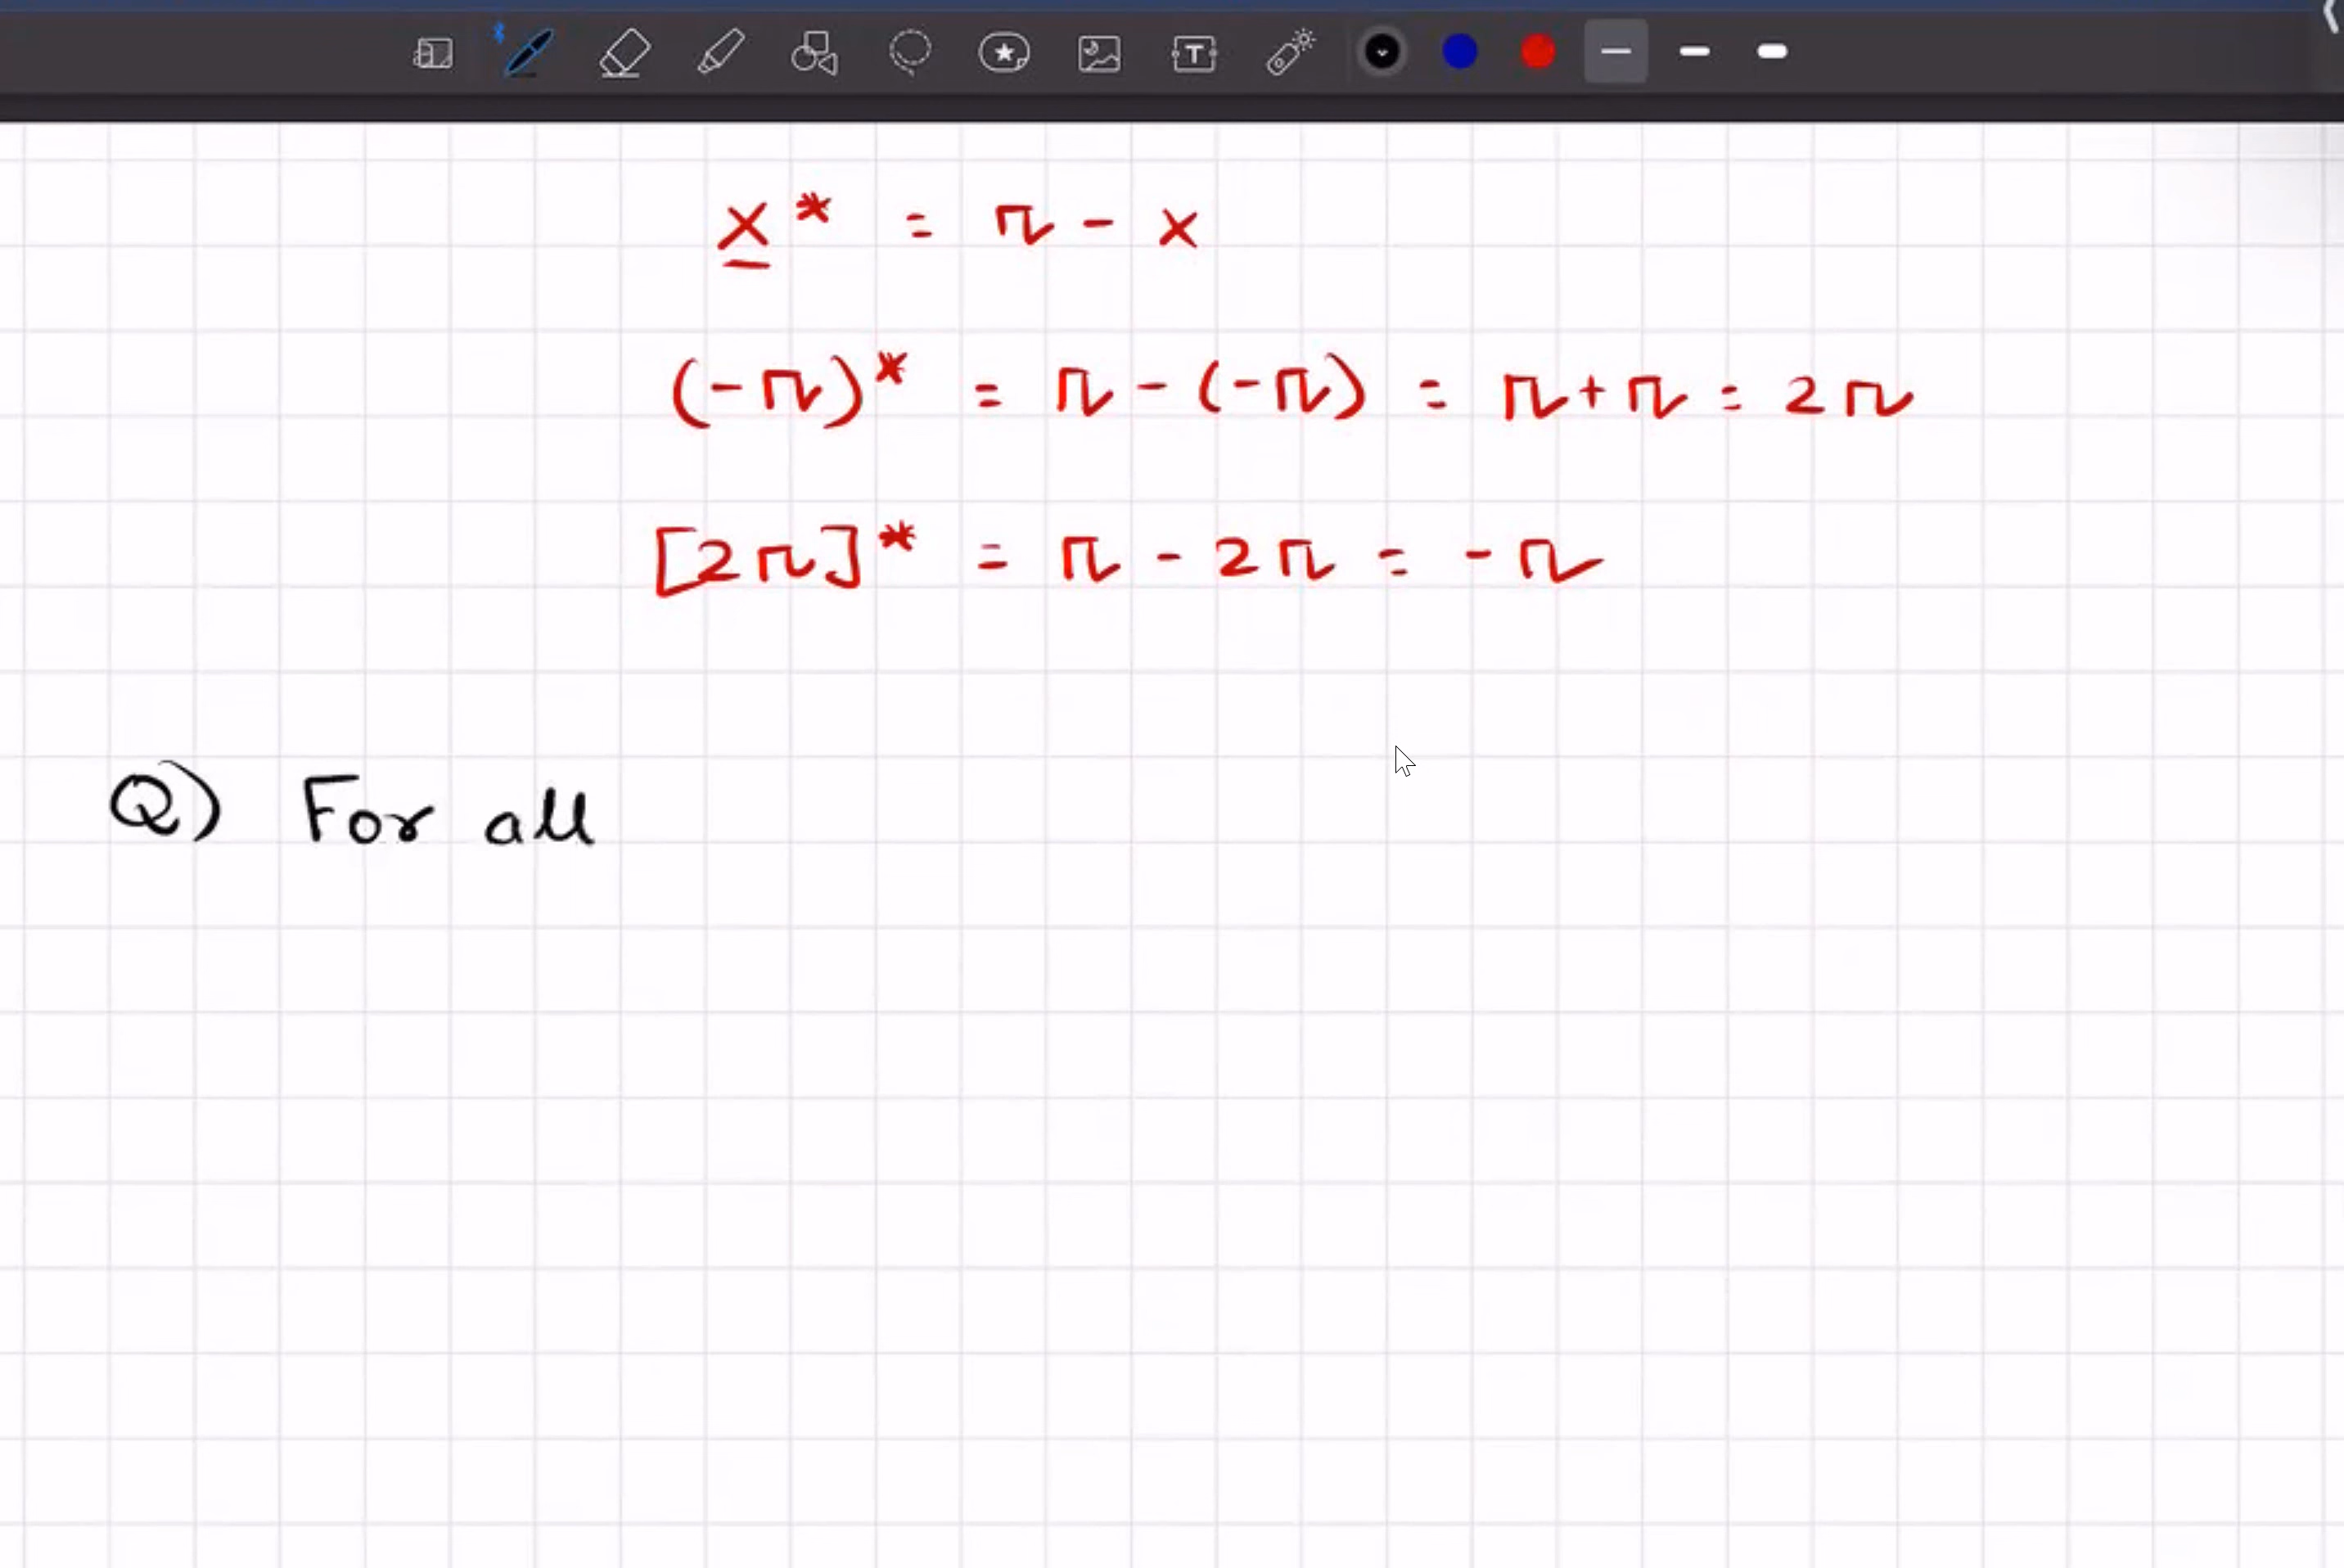 x* = π - x
(-π)* = π - (-π) = π + π = 2π
[2π]* = π - 2π = -π
Q) For all